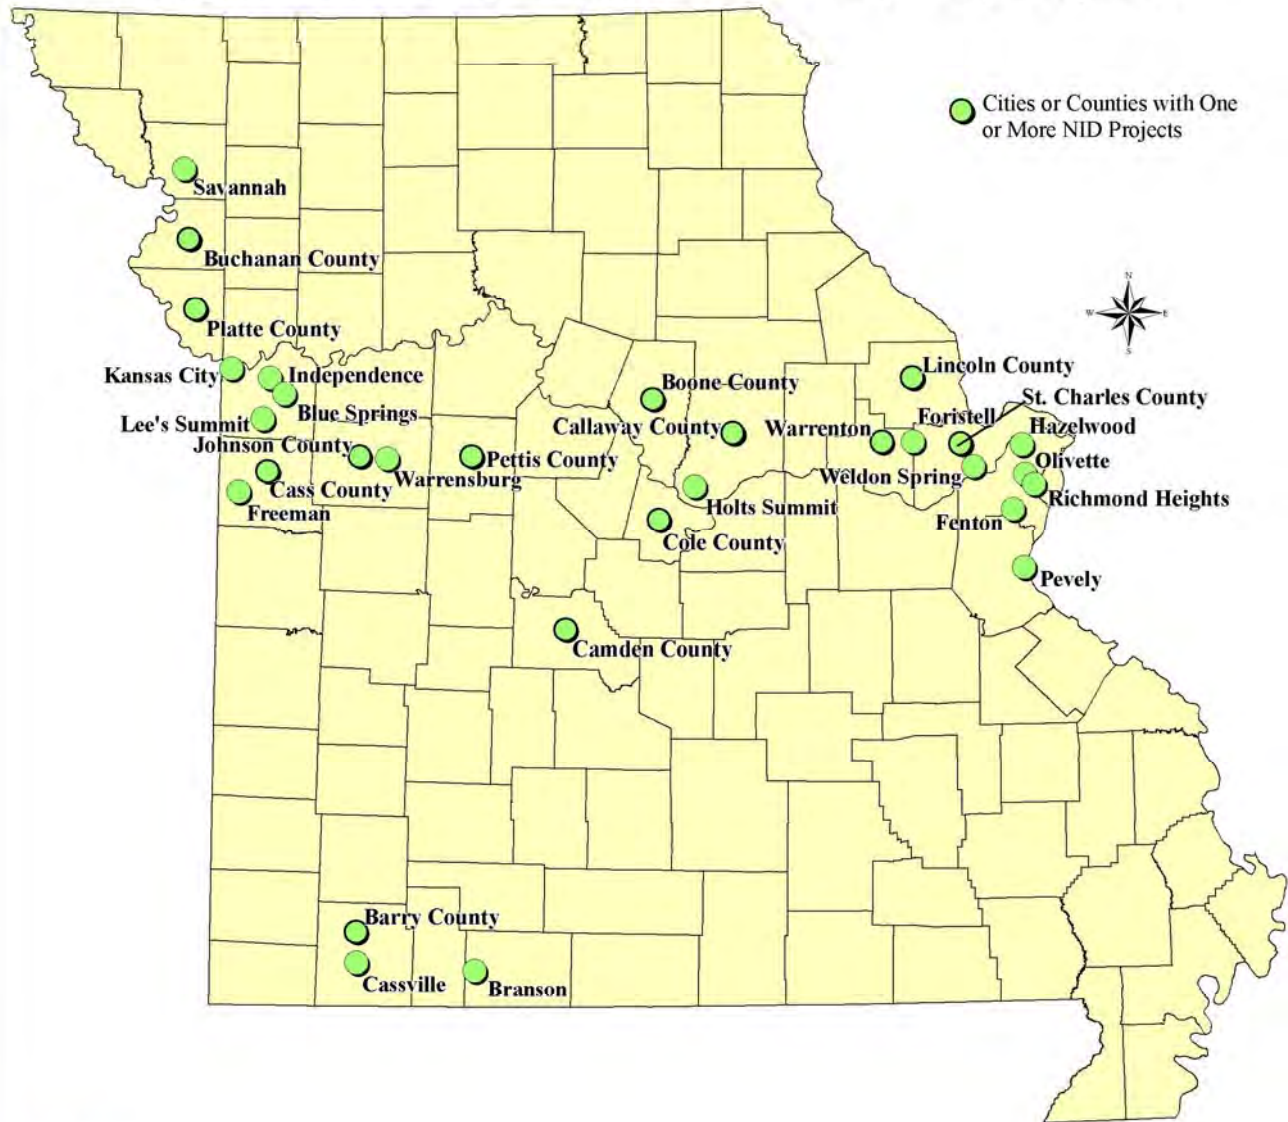 Cities or Counties with One
or More NID Projects
Savannah
Buchanan County
N
W
E
S
Platte County
Kansas City
Independence
Lincoln County
Boone County
St. Charles County
Blue Springs
Foristell
Lee's Summit
Callaway County
Warrenton
Hazelwood
Johnson County
Pettis County
Olivette
Warrensburg
Weldon Spring
Cass County
Richmond Heights
Freeman
Holts Summit
Fenton
Cole County
Pevely
Camden County
Barry County
Cassville
Branson